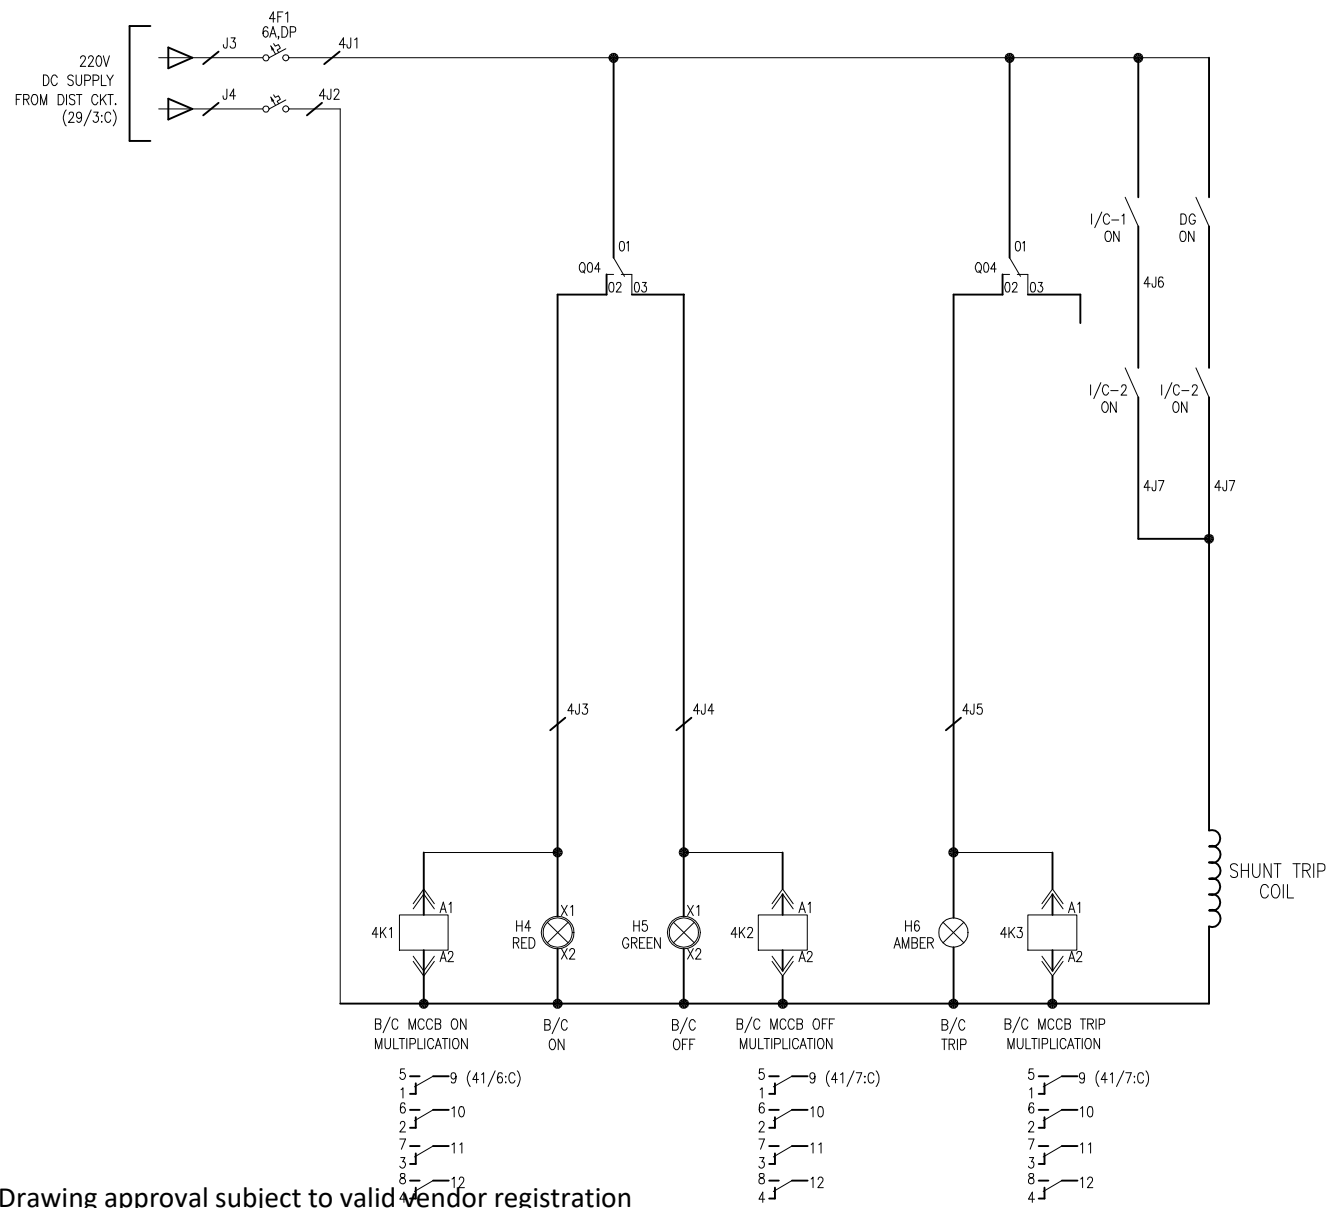 4F1
6A,DP
J3
4J1
220V
DC SUPPLY
FROM DIST CKT.
(29/3:C)
J4
4J2
I/C-1
ON
DG
ON
01
Q04
02
03
01
Q04
02
03
4J6
I/C-2
ON
I/C-2
ON
4J7
4J7
4J3
4J4
4J5
SHUNT TRIP
COIL
4K1
A1
A2
H4
RED
X1
X2
H5
GREEN
X1
X2
4K2
A1
A2
H6
AMBER
4K3
A1
A2
B/C MCCB ON
MULTIPLICATION
B/C
ON
B/C
OFF
B/C MCCB OFF
MULTIPLICATION
B/C
TRIP
B/C MCCB TRIP
MULTIPLICATION
5 9 (41/6:C)
1
6 10
2
7 11
3
8 12
4
5 9 (41/7:C)
1
6 10
2
7 11
3
8 12
4
5 9 (41/7:C)
1
6 10
2
7 11
3
8 12
4
Drawing approval subject to valid vendor registration